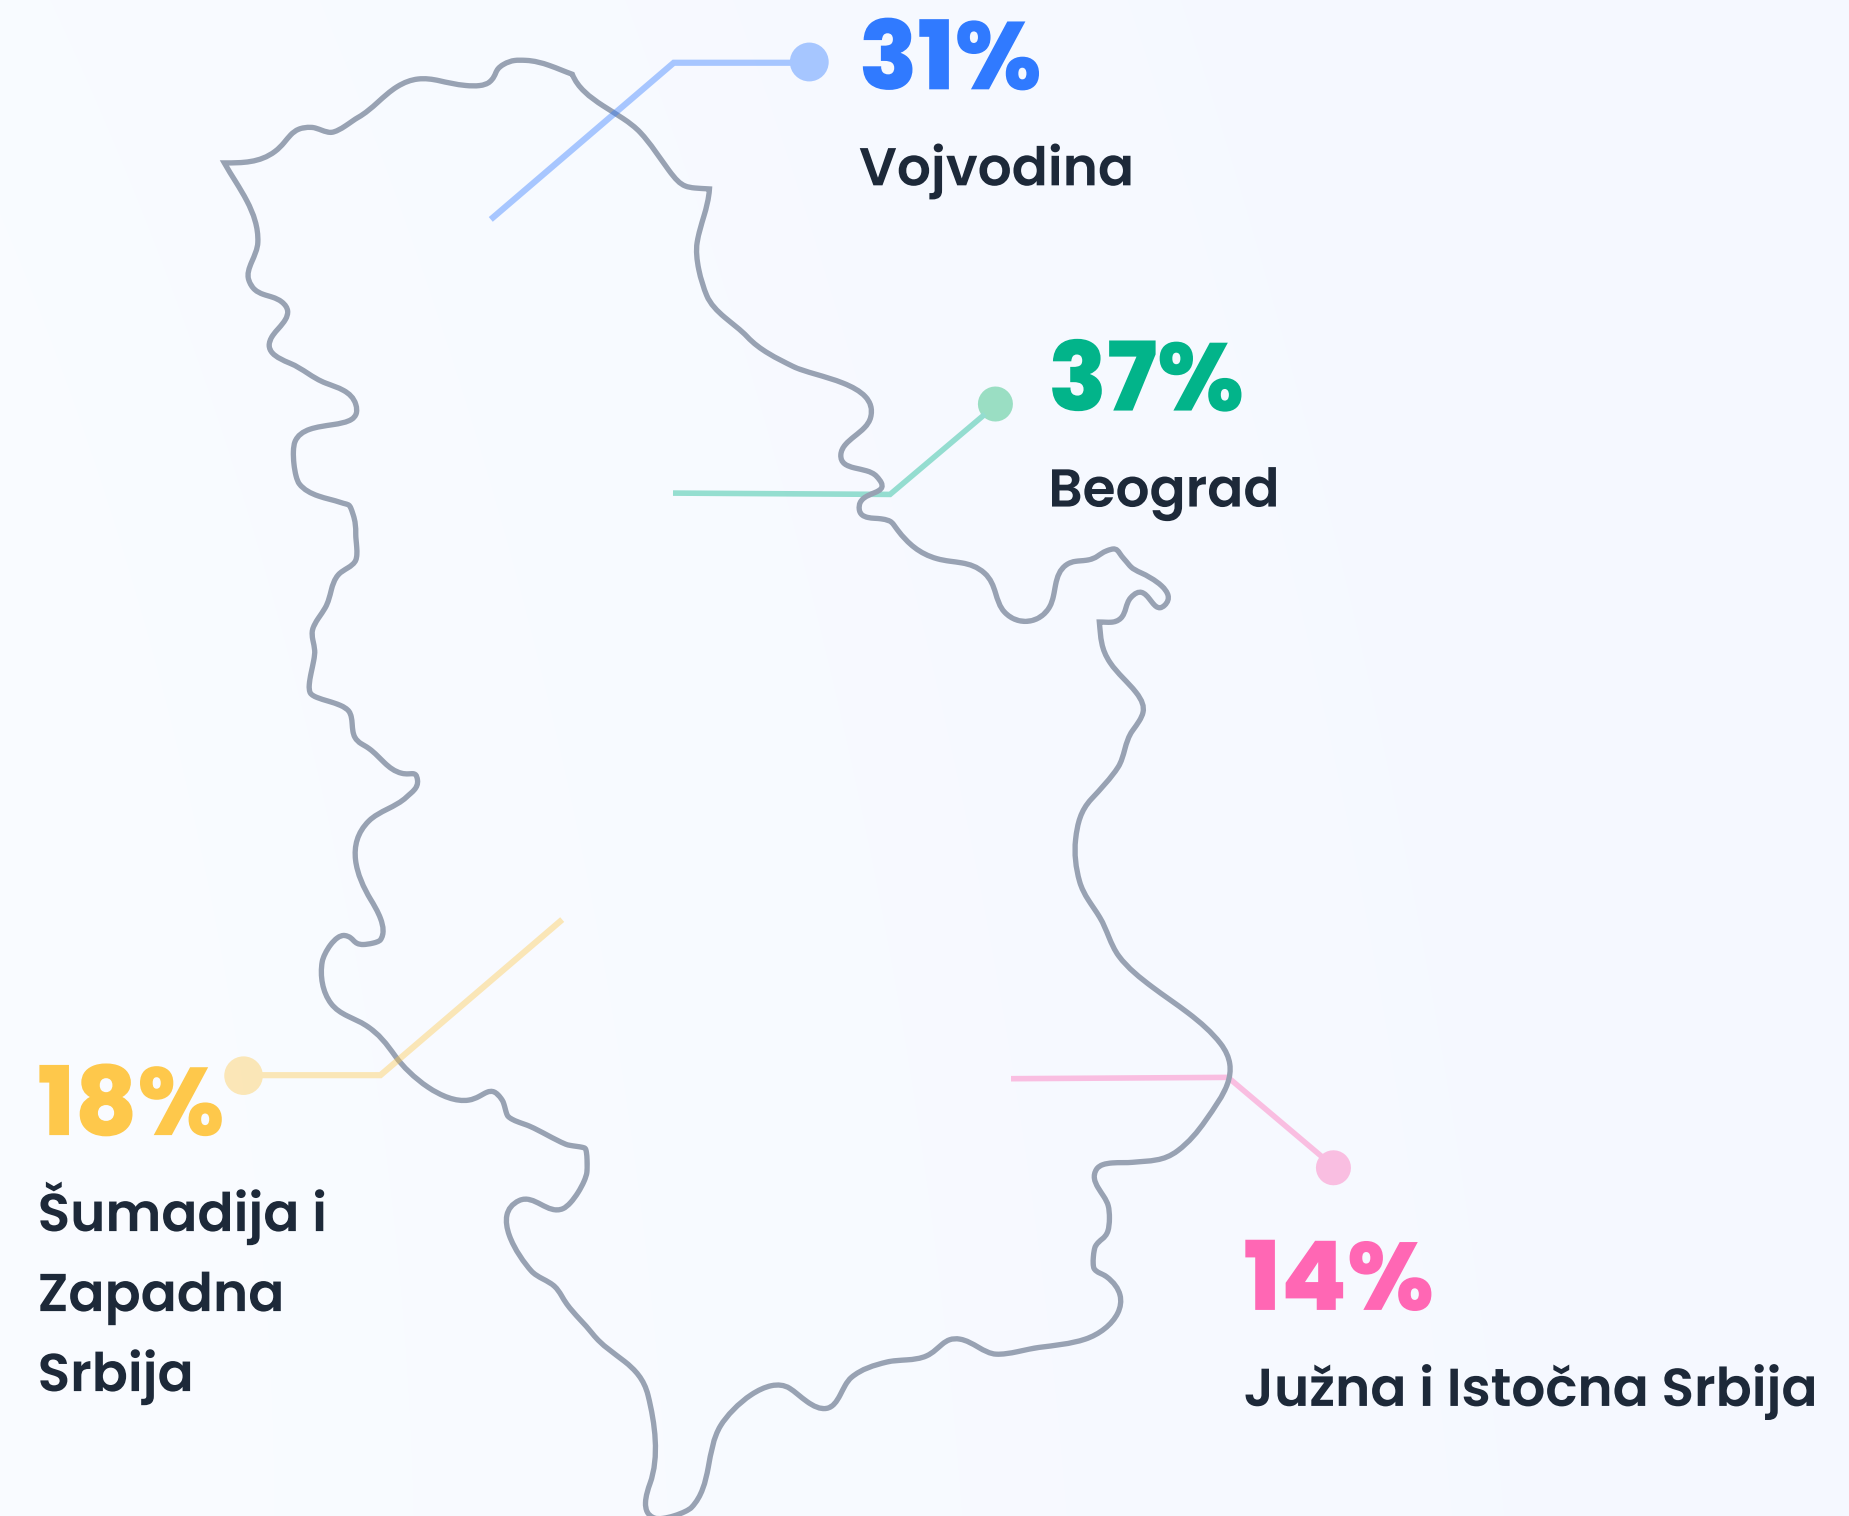 31%
Vojvodina
37%
Beograd
18%
Šumadija i
Zapadna
Srbija
14%
Južna i Istočna Srbija